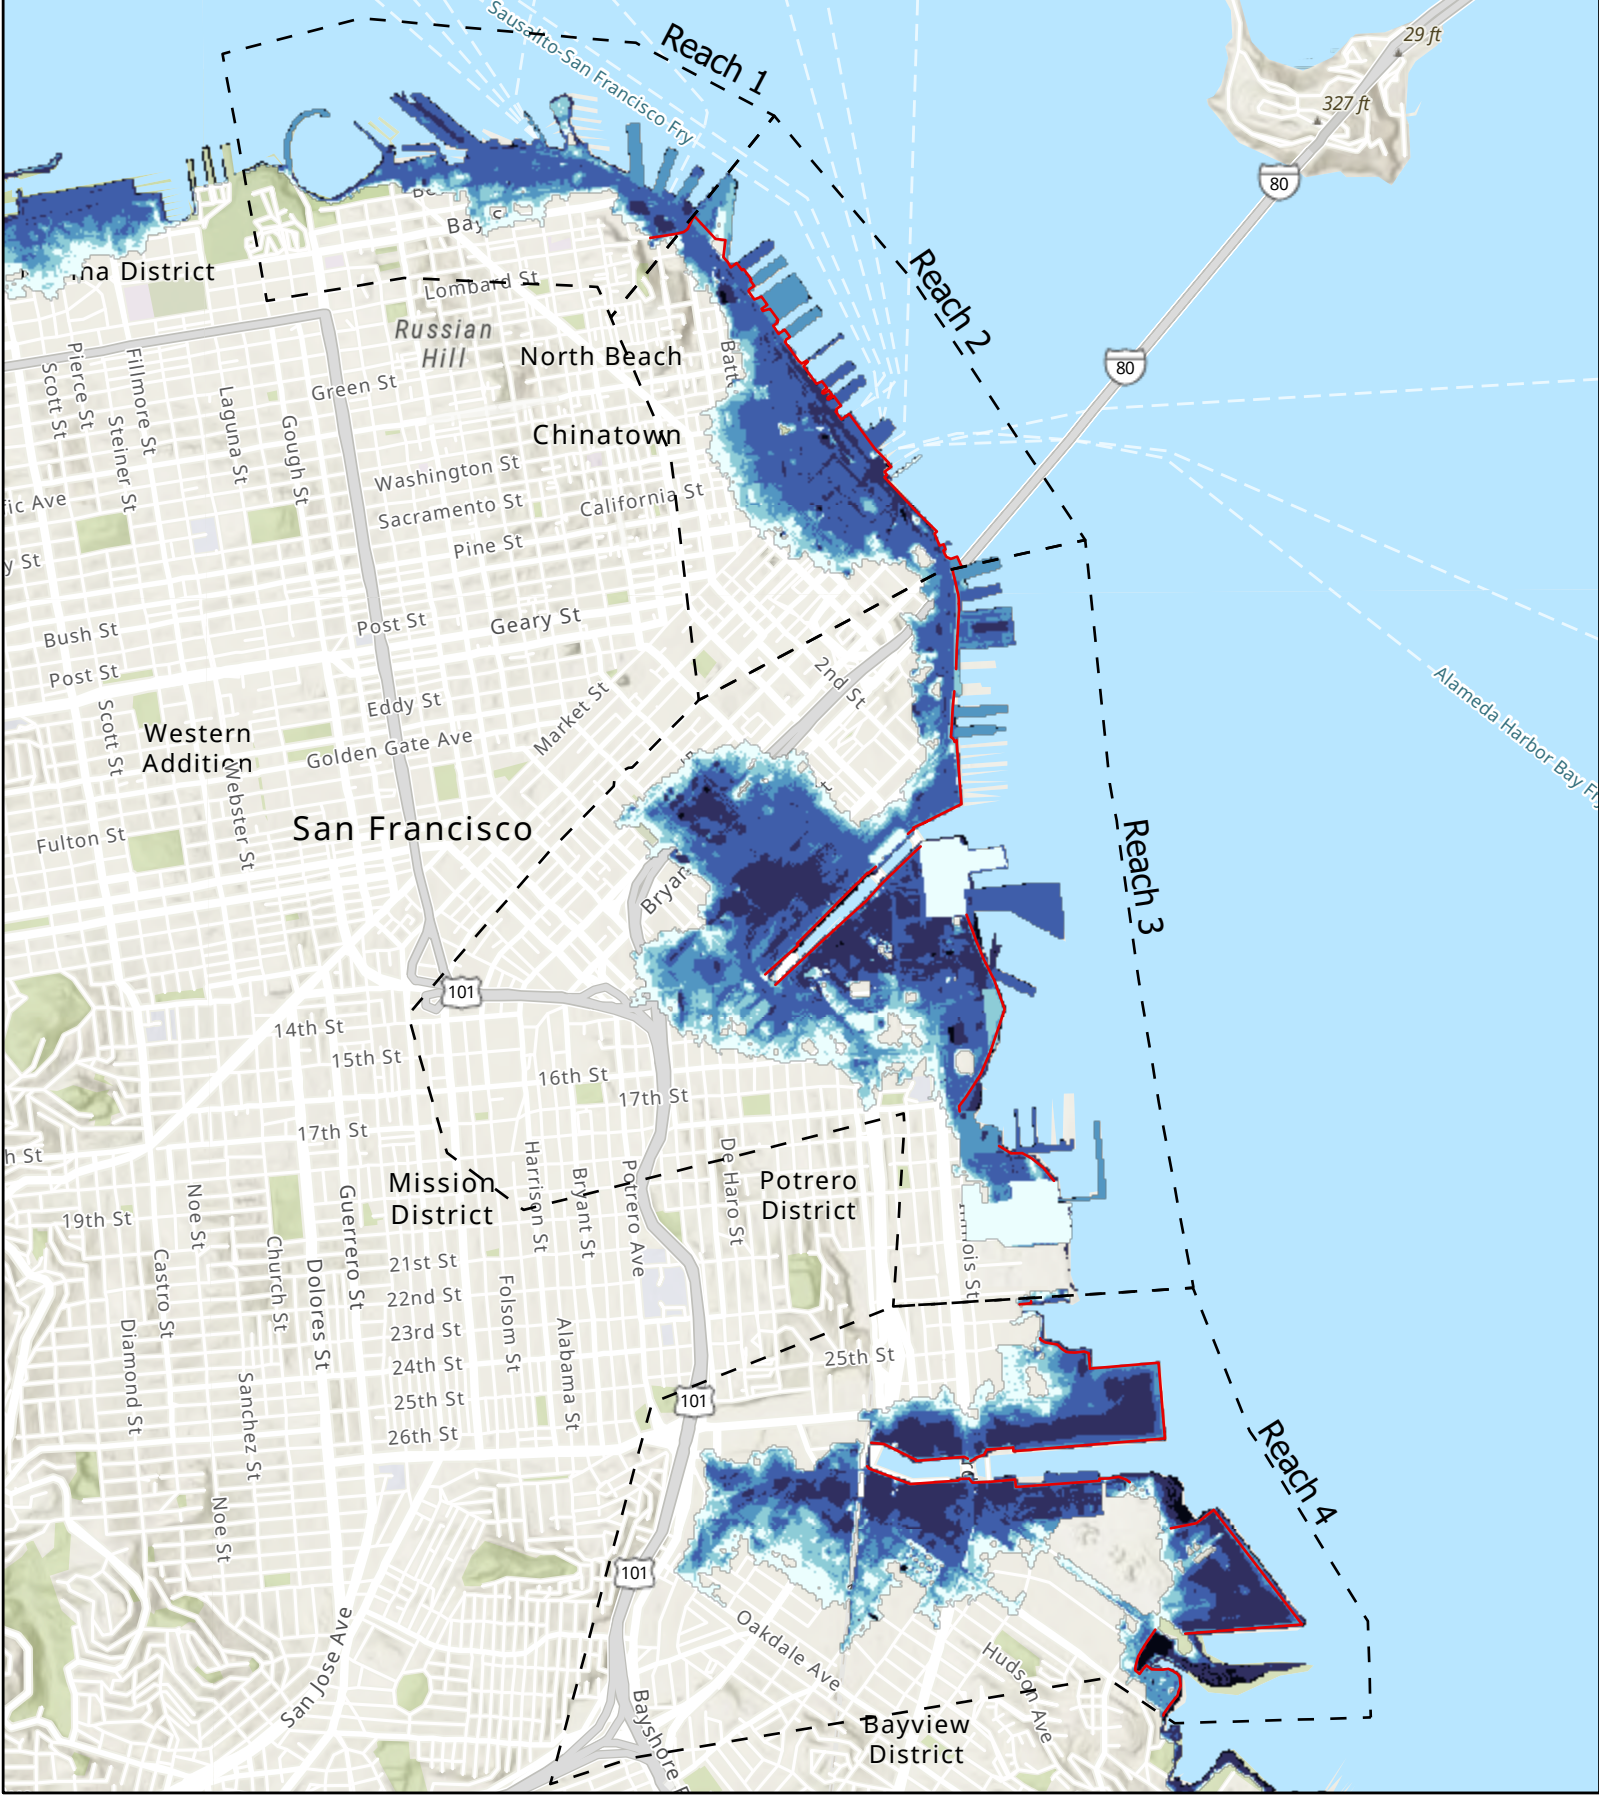 Sausalito-San Francisco Fry
Reach 1
29 ft
327 ft
80
Bay
Lombard St
Russian
Hill
North Beach
Reach 2
80
Pierce St
Scott St
Fillmore St
Steiner St
Laguna St
Gough St
Green St
Chinatown
Washington St
Sacramento St
California St
Pine St
Bush St
Post St
Post St
Geary St
Eddy St
Market St
2nd St
Scott St
Western
Addition
Golden Gate Ave
Webster St
Fulton St
San Francisco
Alameda Harbor Bay Fry
Reach 3
101
14th St
15th St
16th St
17th St
17th St
Mission
District
Potrero
District
Harrison St
Bryant St
Potrero Ave
De Haro St
19th St
Noe St
Castro St
Church St
Guerrero St
Dolores St
21st St
22nd St
23rd St
24th St
25th St
26th St
Folsom St
Alabama St
25th St
Diamond St
Sanchez St
Noe St
101
101
Reach 4
San Jose Ave
Oakdale Ave
Hudson Ave
Bayview
District
Bayshore